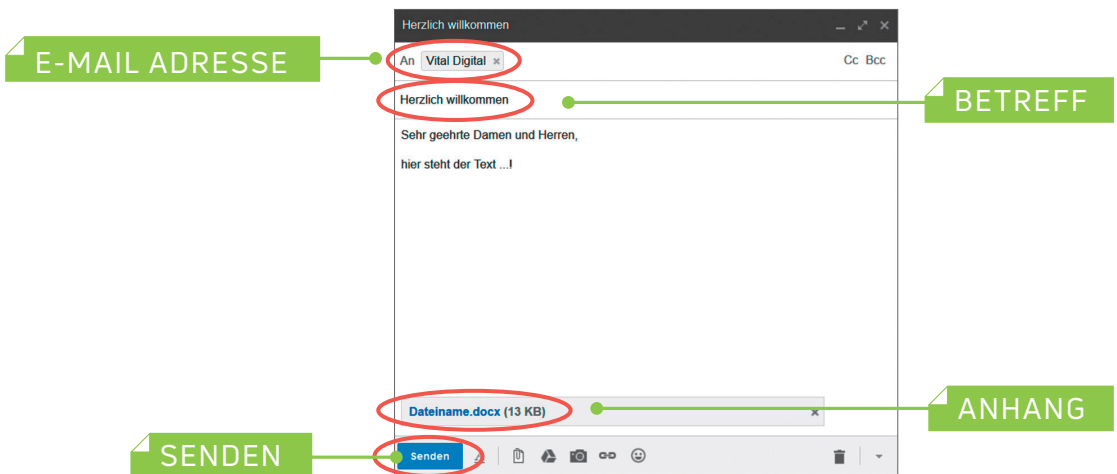 Herzlich willkommen
E-MAIL ADRESSE
An Vital Digital × Cc Bcc
Herzlich willkommen
BETREFF
Sehr geehrte Damen und Herren,
hier steht der Text ...!
Dateiname.docx (13 KB) ×
ANHANG
SENDEN
Senden A